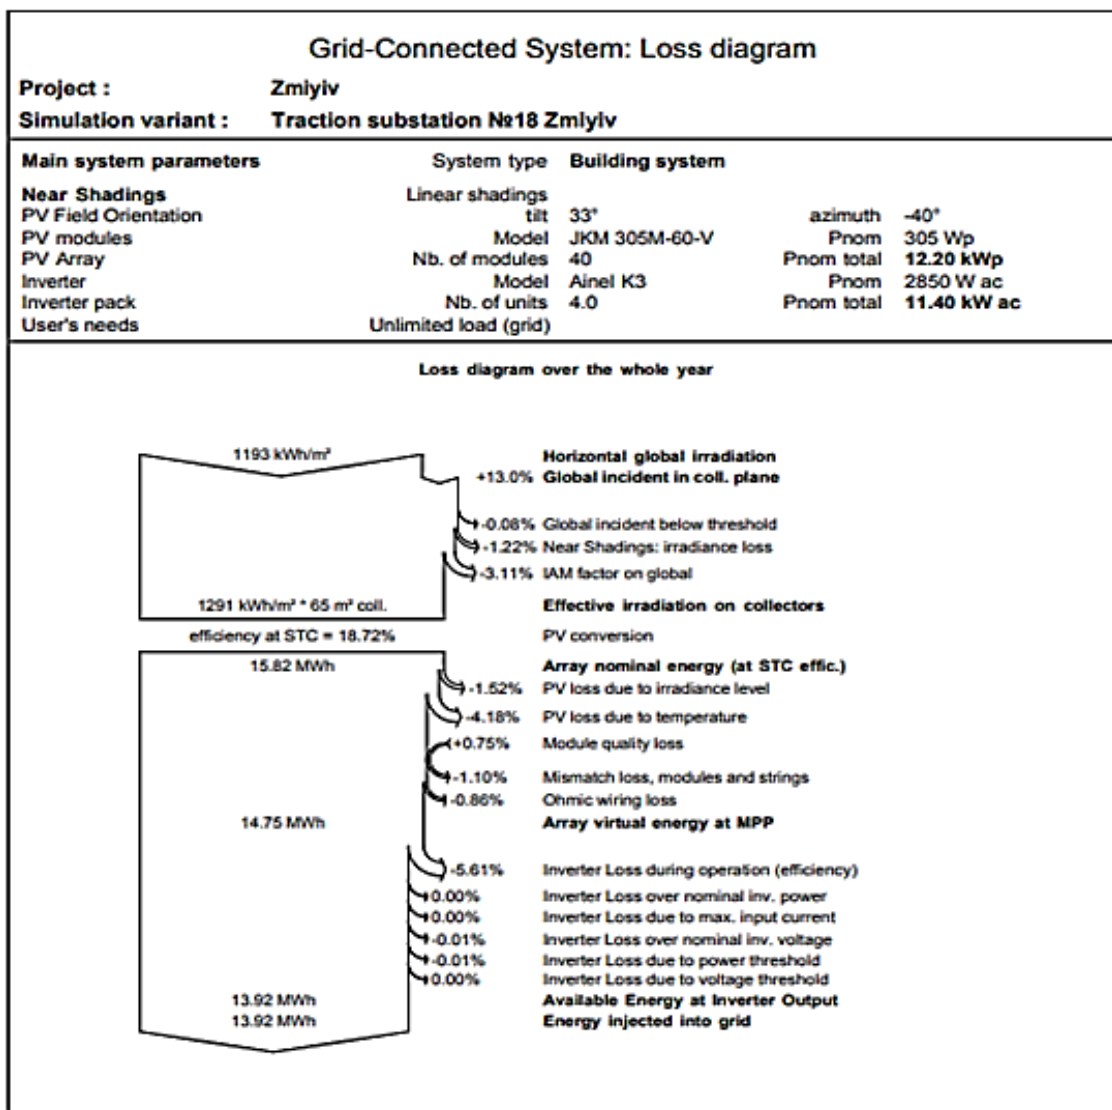 Grid-Connected System: Loss diagram
Project : Zmiyiv
Simulation variant : Traction substation №18 Zmiyiv
Main system parameters System type Building system
Near Shadings Linear shadings
PV Field Orientation tilt 33° azimuth -40°
PV modules Model JKM 305M-60-V Pnom 305 Wp
PV Array Nb. of modules 40 Pnom total 12.20 kWp
Inverter Model Ainel K3 Pnom 2850 W ac
Inverter pack Nb. of units 4.0 Pnom total 11.40 kW ac
User's needs Unlimited load (grid)
Loss diagram over the whole year
1193 kWh/m² Horizontal global irradiation
+13.0% Global incident in coll. plane
-0.08% Global incident below threshold
-1.22% Near Shadings: irradiance loss
-3.11% IAM factor on global
1291 kWh/m² * 65 m² coll. Effective irradiation on collectors
efficiency at STC = 18.72% PV conversion
15.82 MWh Array nominal energy (at STC effic.)
-1.52% PV loss due to irradiance level
-4.18% PV loss due to temperature
+0.75% Module quality loss
-1.10% Mismatch loss, modules and strings
-0.86% Ohmic wiring loss
14.75 MWh Array virtual energy at MPP
-5.61% Inverter Loss during operation (efficiency)
0.00% Inverter Loss over nominal inv. power
0.00% Inverter Loss due to max. input current
-0.01% Inverter Loss over nominal inv. voltage
-0.01% Inverter Loss due to power threshold
0.00% Inverter Loss due to voltage threshold
13.92 MWh Available Energy at Inverter Output
13.92 MWh Energy injected into grid